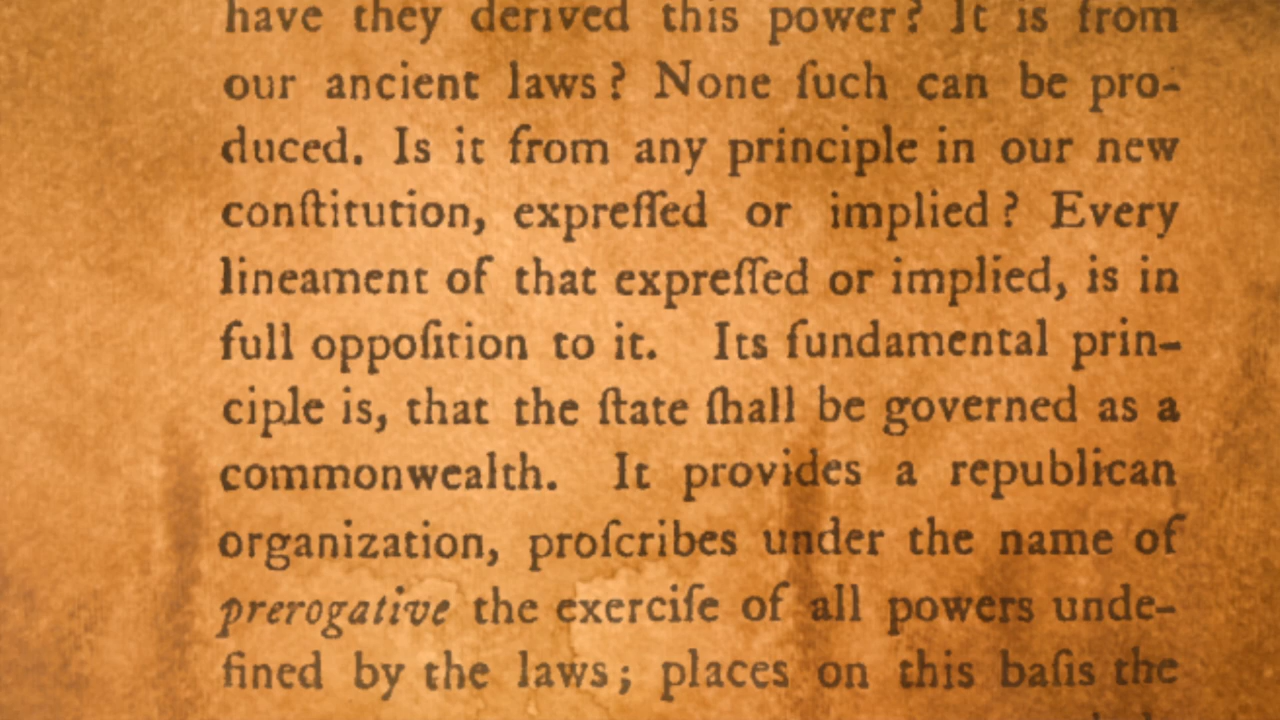 have they derived this power? It is from
our ancient laws? None ſuch can be pro-
duced. Is it from any principle in our new
conſtitution, expreſſed or implied? Every
lineament of that expreſſed or implied, is in
full oppoſition to it. Its fundamental prin-
ciple is, that the ſtate ſhall be governed as a
commonwealth. It provides a republican
organization, proſcribes under the name of
prerogative the exerciſe of all powers unde-
fined by the laws; places on this baſis the